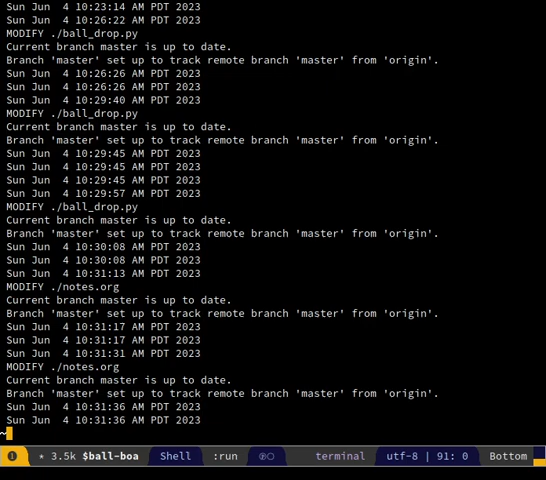 Sun Jun  4 10:23:14 AM PDT 2023
Sun Jun  4 10:26:22 AM PDT 2023
MODIFY ./ball_drop.py
Current branch master is up to date.
Branch 'master' set up to track remote branch 'master' from 'origin'.
Sun Jun  4 10:26:26 AM PDT 2023
Sun Jun  4 10:26:26 AM PDT 2023
Sun Jun  4 10:29:40 AM PDT 2023
MODIFY ./ball_drop.py
Current branch master is up to date.
Branch 'master' set up to track remote branch 'master' from 'origin'.
Sun Jun  4 10:29:45 AM PDT 2023
Sun Jun  4 10:29:45 AM PDT 2023
Sun Jun  4 10:29:45 AM PDT 2023
Sun Jun  4 10:29:57 AM PDT 2023
MODIFY ./ball_drop.py
Current branch master is up to date.
Branch 'master' set up to track remote branch 'master' from 'origin'.
Sun Jun  4 10:30:08 AM PDT 2023
Sun Jun  4 10:30:08 AM PDT 2023
Sun Jun  4 10:31:13 AM PDT 2023
MODIFY ./notes.org
Current branch master is up to date.
Branch 'master' set up to track remote branch 'master' from 'origin'.
Sun Jun  4 10:31:17 AM PDT 2023
Sun Jun  4 10:31:17 AM PDT 2023
Sun Jun  4 10:31:31 AM PDT 2023
MODIFY ./notes.org
Current branch master is up to date.
Branch 'master' set up to track remote branch 'master' from 'origin'.
Sun Jun  4 10:31:36 AM PDT 2023
Sun Jun  4 10:31:36 AM PDT 2023
~
* 3.5k $ball-boa Shell :run terminal utf-8 | 91: 0 Bottom